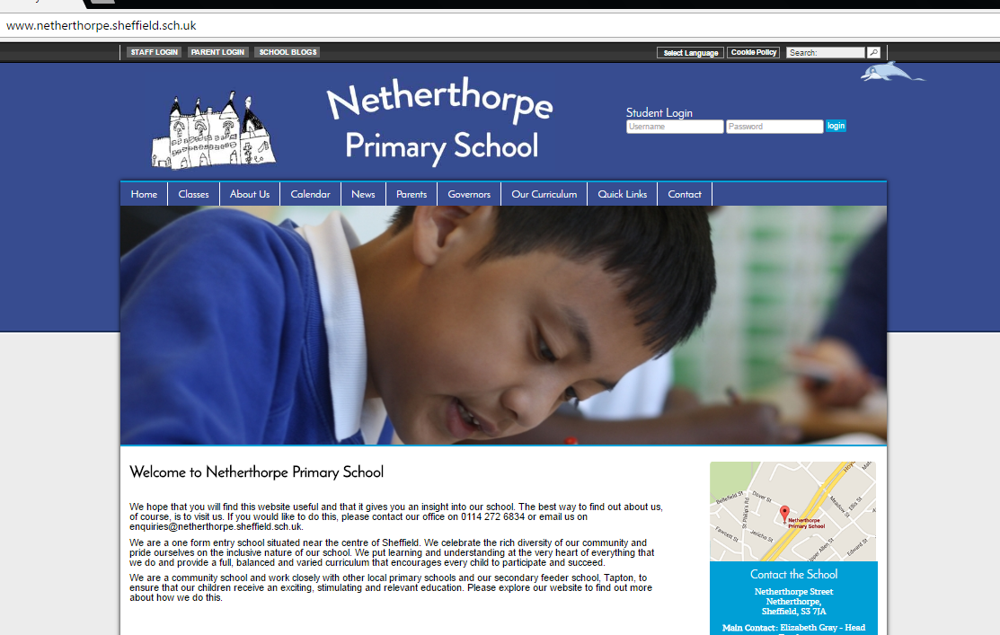 www.netherthorpe.sheffield.sch.uk
STAFF LOGIN PARENT LOGIN SCHOOL BLOGS Select Language Cookie Policy Search:
Netherthorpe
Primary School
Student Login
Username Password login
Home Classes About Us Calendar News Parents Governors Our Curriculum Quick Links Contact
Welcome to Netherthorpe Primary School
We hope that you will find this website useful and that it gives you an insight into our school. The best way to find out about us,
of course, is to visit us. If you would like to do this, please contact our office on 0114 272 6834 or email us on
enquiries@netherthorpe.sheffield.sch.uk.
We are a one form entry school situated near the centre of Sheffield. We celebrate the rich diversity of our community and
pride ourselves on the inclusive nature of our school. We put learning and understanding at the very heart of everything that
we do and provide a full, balanced and varied curriculum that encourages every child to participate and succeed.
We are a community school and work closely with other local primary schools and our secondary feeder school, Tapton, to
ensure that our children receive an exciting, stimulating and relevant education. Please explore our website to find out more
about how we do this.
Bellefield St
Dover St
St Philip's Rd
Meadow St
Ellis St
Netherthorpe
Primary School
Fawcett St
Jericho St
Upper Allen St
Edward St
Contact the School
Netherthorpe Street
Netherthorpe,
Sheffield, S3 7JA
Main Contact: Elizabeth Gray - Head